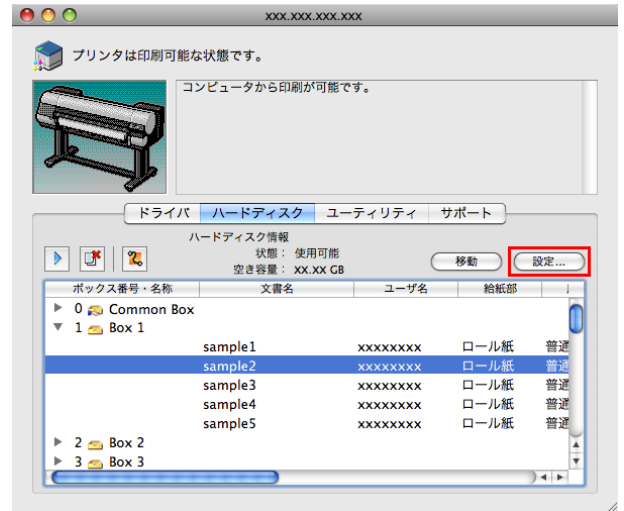 xxx.xxx.xxx.xxx
プリンタは印刷可能な状態です。
コンピュータから印刷が可能です。
ドライバ ハードディスク ユーティリティ サポート
ハードディスク情報
状態： 使用可能
空き容量： XX.XX GB
移動 設定...
ボックス番号・名称 文書名 ユーザ名 給紙部
0 Common Box
1 Box 1
sample1 xxxxxxxx ロール紙 普通
sample2 xxxxxxxx ロール紙 普通
sample3 xxxxxxxx ロール紙 普通
sample4 xxxxxxxx ロール紙 普通
sample5 xxxxxxxx ロール紙 普通
2 Box 2
3 Box 3